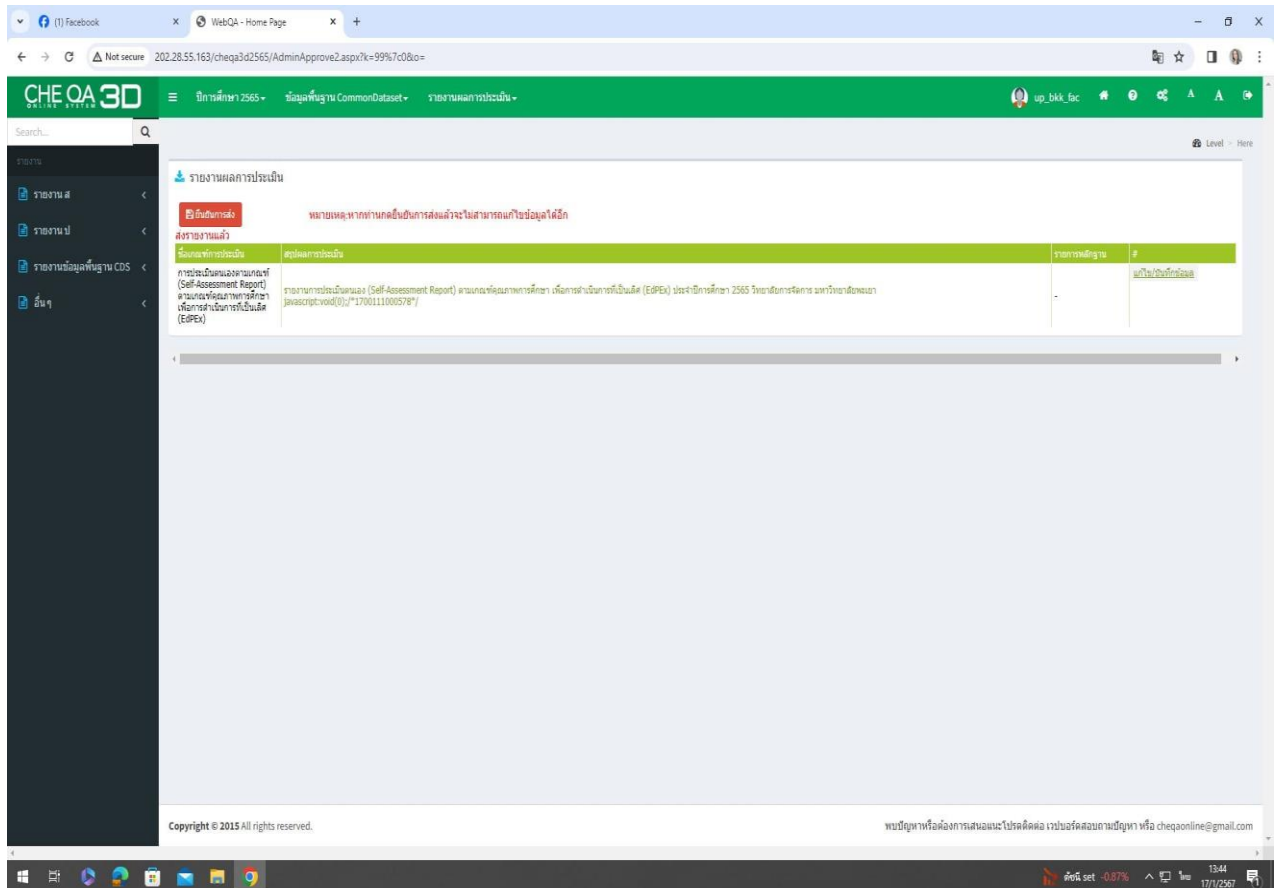 (1) Facebook
WebQA - Home Page
Not secure 202.28.55.163/cheqa3d2565/AdminApprove2.aspx?k=99%7c0&lo=
CHE QA 3D
ONLINE SYSTEM
ปีการศึกษา 2565 ข้อมูลพื้นฐาน CommonDataset รายงานผลการประเมิน
up_bkk_fac A A
Search...
Level > Here
รายงาน
รายงานผลการประเมิน
รายงาน ส
รายงาน ป
รายงานข้อมูลพื้นฐาน CDS
อื่น ๆ
ยืนยันการส่ง หมายเหตุ:หากท่านกดยืนยันการส่งแล้วจะไม่สามารถแก้ไขข้อมูลได้อีก
ส่งรายงานแล้ว
ชื่อเกณฑ์การประเมิน สรุปผลการประเมิน รายการหลักฐาน #
การประเมินตนเองตามเกณฑ์
(Self-Assessment Report)
ตามเกณฑ์คุณภาพการศึกษา
เพื่อการดำเนินการที่เป็นเลิศ
(EdPEx)
รายงานการประเมินตนเอง (Self-Assessment Report) ตามเกณฑ์คุณภาพการศึกษา เพื่อการดำเนินการที่เป็นเลิศ (EdPEx) ประจำปีการศึกษา 2565 วิทยาลัยการจัดการ มหาวิทยาลัยพะเยา
javascript:void(0);/*1700111000578*/
-
แก้ไข/บันทึกข้อมูล
Copyright © 2015 All rights reserved.
พบปัญหาหรือต้องการเสนอแนะโปรดติดต่อ เวปบอร์ดสอบถามปัญหา หรือ cheqaonline@gmail.com
ดัชนี set -0.87%
ไทย
13:44
17/1/2567